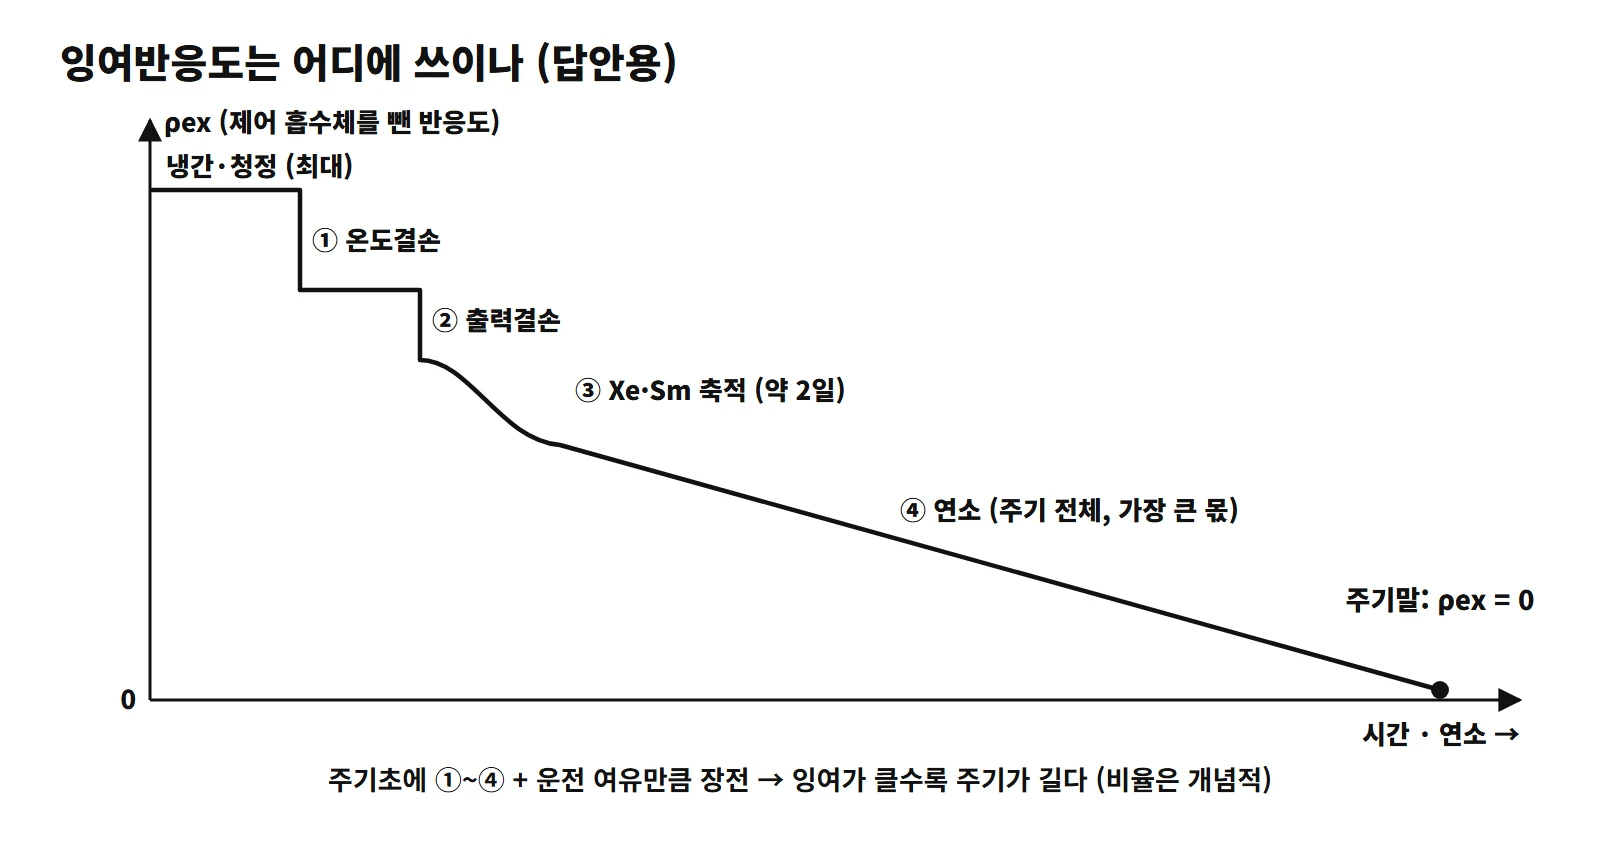 잉여반응도는 어디에 쓰이나 (답안용)
ρex (제어 흡수체를 뺀 반응도)
냉간·청정 (최대)
① 온도결손
② 출력결손
③ Xe·Sm 축적 (약 2일)
④ 연소 (주기 전체, 가장 큰 몫)
주기말: ρex = 0
0
시간 · 연소 →
주기초에 ①~④ + 운전 여유만큼 장전 → 잉여가 클수록 주기가 길다 (비율은 개념적)